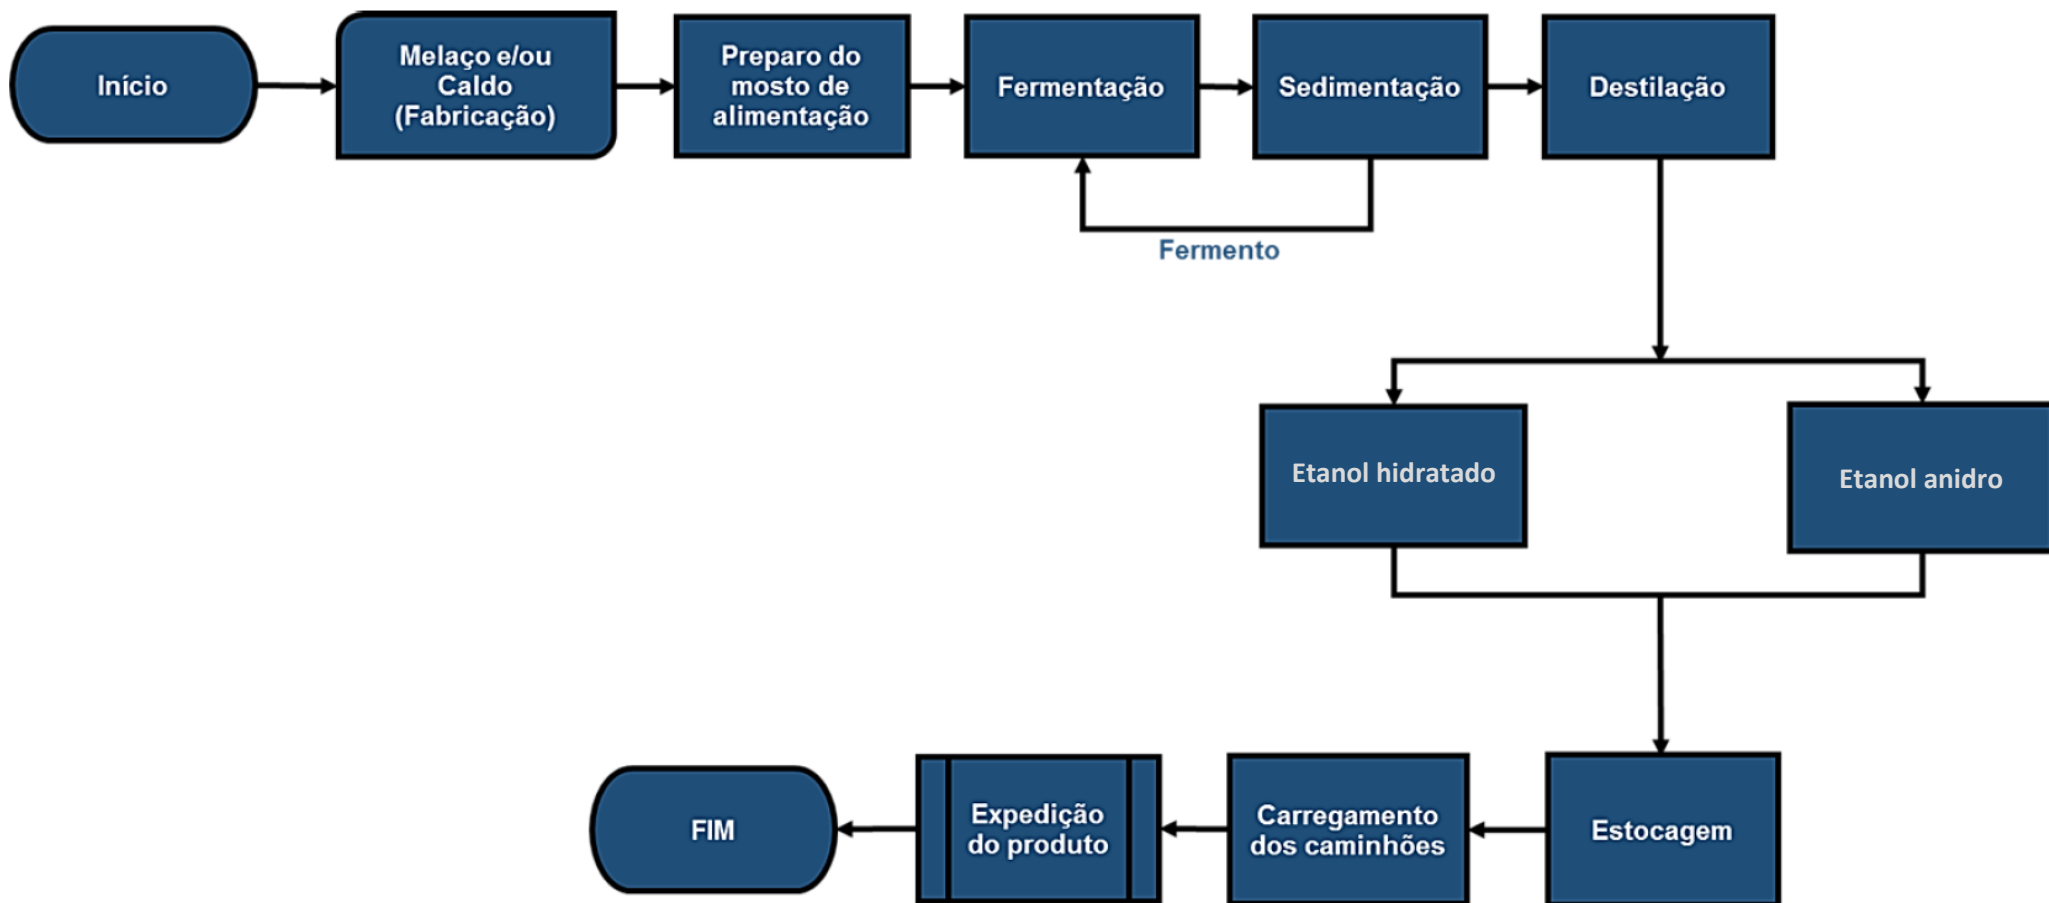 Início
Melaço e/ou
Caldo
(Fabricação)
Preparo do
mosto de
alimentação
Fermentação
Sedimentação
Destilação
Fermento
Etanol hidratado
Etanol anidro
FIM
Expedição
do produto
Carregamento
dos caminhões
Estocagem